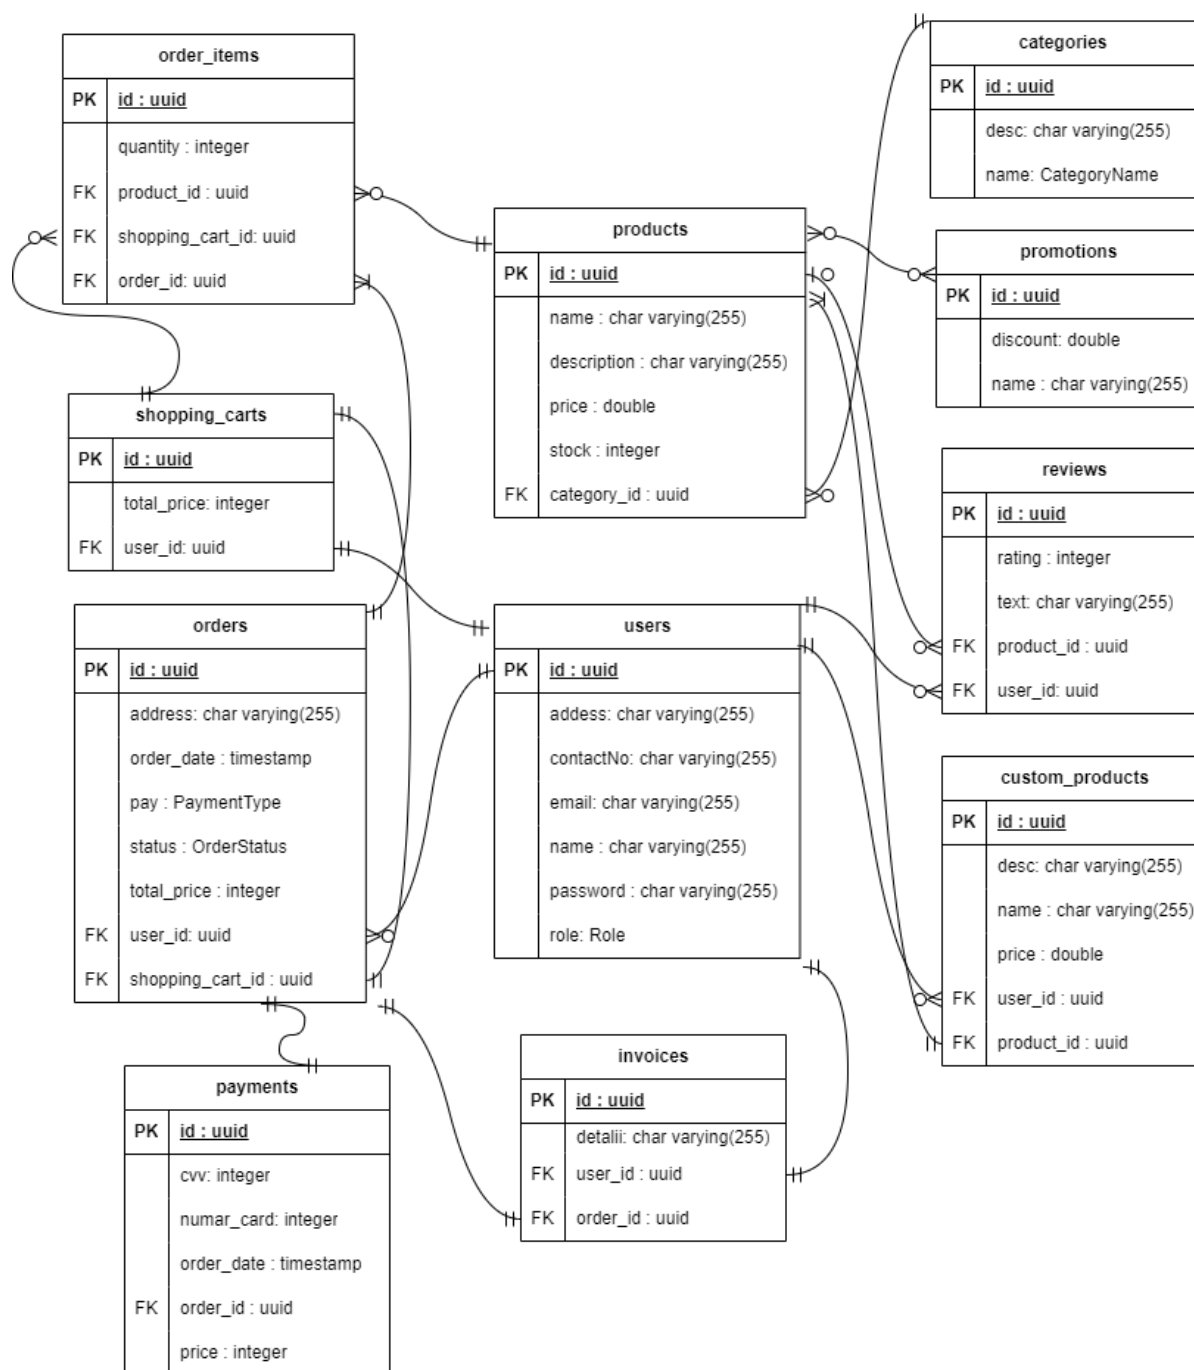 order_items
PK id : uuid
quantity : integer
FK product_id : uuid
FK shopping_cart_id: uuid
FK order_id: uuid
shopping_carts
PK id : uuid
total_price: integer
FK user_id: uuid
orders
PK id : uuid
address: char varying(255)
order_date : timestamp
pay : PaymentType
status : OrderStatus
total_price : integer
FK user_id: uuid
FK shopping_cart_id : uuid
payments
PK id : uuid
cvv: integer
numar_card: integer
order_date : timestamp
FK order_id : uuid
price : integer
products
PK id : uuid
name : char varying(255)
description : char varying(255)
price : double
stock : integer
FK category_id : uuid
users
PK id : uuid
addess: char varying(255)
contactNo: char varying(255)
email: char varying(255)
name : char varying(255)
password : char varying(255)
role: Role
invoices
PK id : uuid
detalii: char varying(255)
FK user_id : uuid
FK order_id : uuid
categories
PK id : uuid
desc: char varying(255)
name: CategoryName
promotions
PK id : uuid
discount: double
name : char varying(255)
reviews
PK id : uuid
rating : integer
text: char varying(255)
FK product_id : uuid
FK user_id: uuid
custom_products
PK id : uuid
desc: char varying(255)
name : char varying(255)
price : double
FK user_id : uuid
FK product_id : uuid